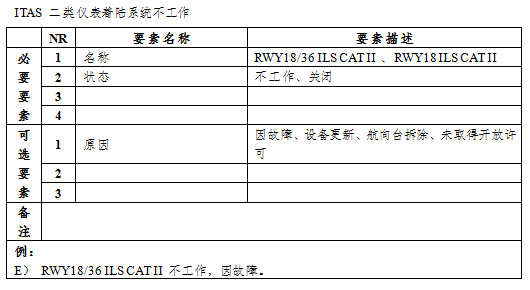 ITAS 二类仪表着陆系统不工作
NR 要素名称 要素描述
必要要素
1 名称 RWY18/36 ILS CAT II 、RWY18 ILS CAT II
2 状态 不工作、关闭
3
4
可选要素
1 原因 因故障、设备更新、航向台拆除、未取得开放许
可
2
3
备注
例：
E） RWY18/36 ILS CAT II 不工作，因故障。